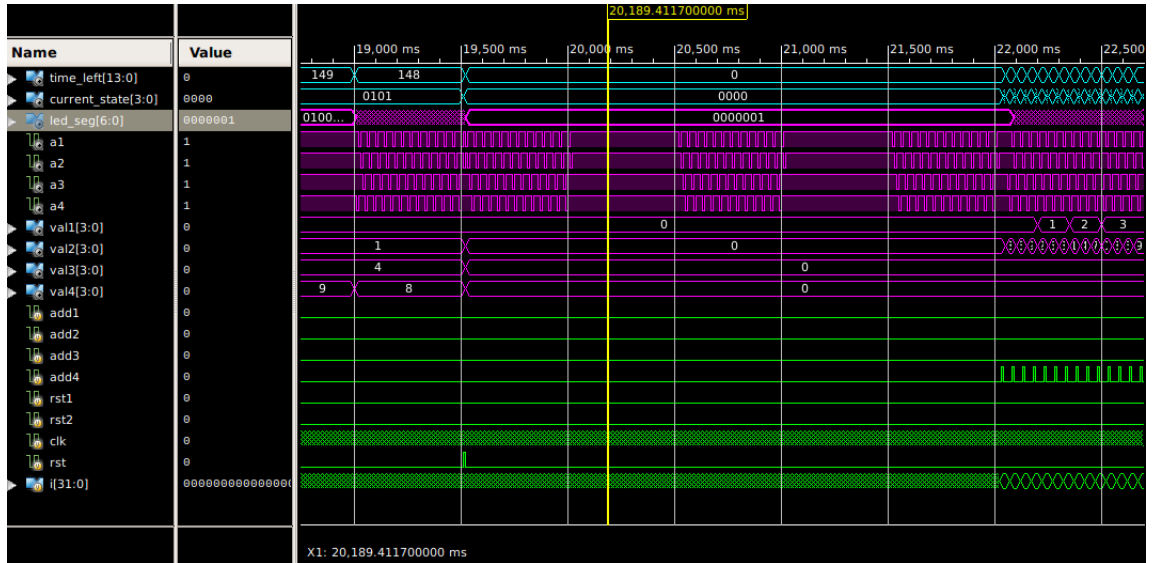 20,189.411700000 ms
Name Value 19,000 ms 19,500 ms 20,000 ms 20,500 ms 21,000 ms 21,500 ms 22,000 ms 22,500
time_left[13:0] 0 149 148 0
current_state[3:0] 0000 0101 0000
led_seg[6:0] 0000001 0100... 0000001
a1 1
a2 1
a3 1
a4 1
val1[3:0] 0 0 1 2 3
val2[3:0] 0 1 0
val3[3:0] 0 4 0
val4[3:0] 0 9 8 0
add1 0
add2 0
add3 0
add4 0
rst1 0
rst2 0
clk 0
rst 0
i[31:0]
X1: 20,189.411700000 ms